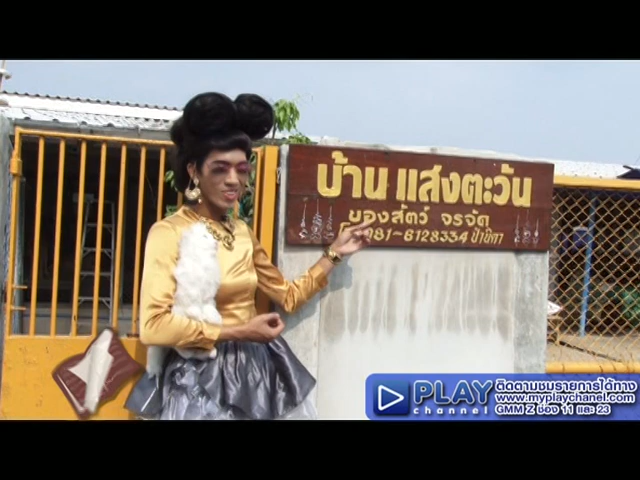 บ้าน แสงตะวัน
ของสัตว์ จรจัด
081-6128334 ป้านิศา
PLAY
channel
ติดตามชมรายการได้ทาง
www.myplaychanel.com
GMM Z ช่อง 11 และ 23